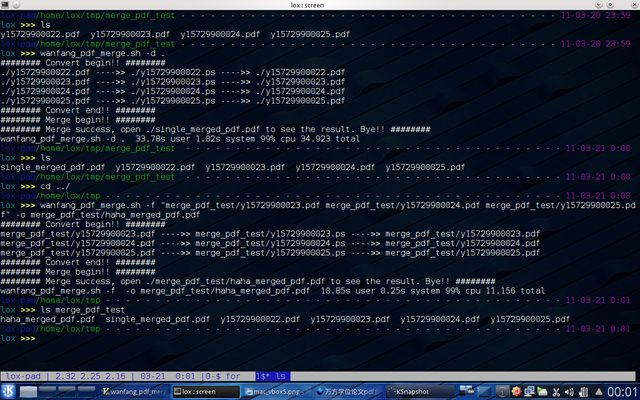 lox : screen
lox-pad/home/lox/tmp/merge_pdf_test - - - - - - - - - - - - - - - - - - - - - - - - - - - - - - - - - - - 11-03-20 23:59
lox >>> ls
y15729900022.pdf y15729900023.pdf y15729900024.pdf y15729900025.pdf
lox-pad/home/lox/tmp/merge_pdf_test - - - - - - - - - - - - - - - - - - - - - - - - - - - - - - - - - - - 11-03-20 23:59
lox >>> wanfang_pdf_merge.sh -d .
######## Convert begin!! ########
./y15729900022.pdf ---->> ./y15729900022.ps ---->> ./y15729900022.pdf
./y15729900023.pdf ---->> ./y15729900023.ps ---->> ./y15729900023.pdf
./y15729900024.pdf ---->> ./y15729900024.ps ---->> ./y15729900024.pdf
./y15729900025.pdf ---->> ./y15729900025.ps ---->> ./y15729900025.pdf
######## Convert end!! ########
######## Merge begin!! ########
######## Merge success, open ./single_merged_pdf.pdf to see the result. Bye!! ########
wanfang_pdf_merge.sh -d . 33.78s user 1.02s system 99% cpu 34.923 total
lox-pad/home/lox/tmp/merge_pdf_test - - - - - - - - - - - - - - - - - - - - - - - - - - - - - - - - - - - 11-03-21 0:00
lox >>> ls
single_merged_pdf.pdf y15729900022.pdf y15729900023.pdf y15729900024.pdf y15729900025.pdf
lox-pad/home/lox/tmp/merge_pdf_test - - - - - - - - - - - - - - - - - - - - - - - - - - - - - - - - - - - 11-03-21 0:00
lox >>> cd ../
lox-pad/home/lox/tmp - - - - - - - - - - - - - - - - - - - - - - - - - - - - - - - - - - - 11-03-21 0:00
lox >>> wanfang_pdf_merge.sh -f "merge_pdf_test/y15729900023.pdf merge_pdf_test/y15729900024.pdf merge_pdf_test/y15729900025.pd
f" -o merge_pdf_test/haha_merged_pdf.pdf
######## Convert begin!! ########
merge_pdf_test/y15729900023.pdf ---->> merge_pdf_test/y15729900023.ps ---->> merge_pdf_test/y15729900023.pdf
merge_pdf_test/y15729900024.pdf ---->> merge_pdf_test/y15729900024.ps ---->> merge_pdf_test/y15729900024.pdf
merge_pdf_test/y15729900025.pdf ---->> merge_pdf_test/y15729900025.ps ---->> merge_pdf_test/y15729900025.pdf
######## Convert end!! ########
######## Merge begin!! ########
######## Merge success, open ./merge_pdf_test/haha_merged_pdf.pdf to see the result. Bye!! ########
wanfang_pdf_merge.sh -f -o merge_pdf_test/haha_merged_pdf.pdf 10.85s user 0.25s system 99% cpu 11.156 total
lox-pad/home/lox/tmp - - - - - - - - - - - - - - - - - - - - - - - - - - - - - - - - - - - 11-03-21 0:01
lox >>> ls merge_pdf_test
haha_merged_pdf.pdf single_merged_pdf.pdf y15729900022.pdf y15729900023.pdf y15729900024.pdf y15729900025.pdf
lox-pad/home/lox/tmp - - - - - - - - - - - - - - - - - - - - - - - - - - - - - - - - - - - 11-03-21 0:01
lox >>>
lox-pad | 2.32 2.25 2.16 | 03-21 0:01 |0-$ for 1$* ls
wanfang_pdf_mer lox : screen mac_vbox5.png - 万方学位论文pdf KSnapshot 00:01